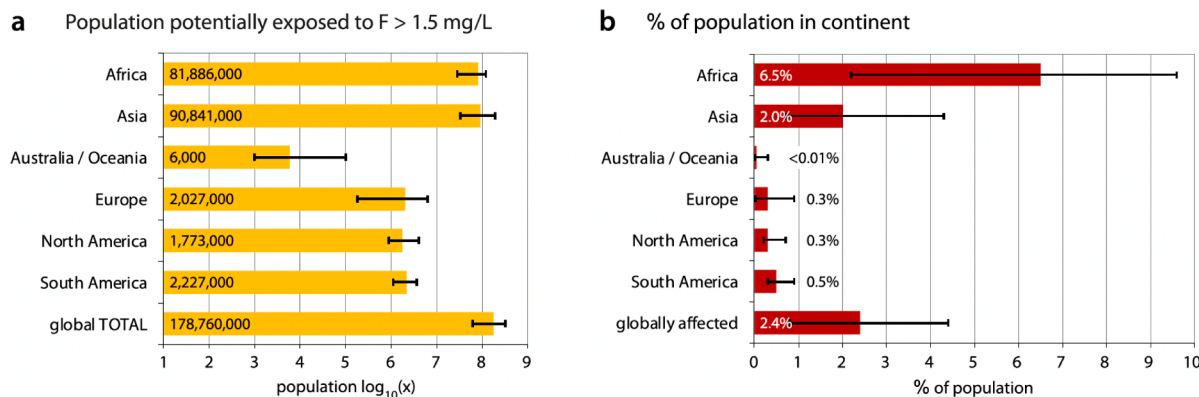 a Population potentially exposed to F > 1.5 mg/L
Africa 81,886,000
Asia 90,841,000
Australia / Oceania 6,000
Europe 2,027,000
North America 1,773,000
South America 2,227,000
global TOTAL 178,760,000
1 2 3 4 5 6 7 8 9
population log10(x)
b % of population in continent
Africa 6.5%
Asia 2.0%
Australia / Oceania <0.01%
Europe 0.3%
North America 0.3%
South America 0.5%
globally affected 2.4%
0 1 2 3 4 5 6 7 8 9 10
% of population